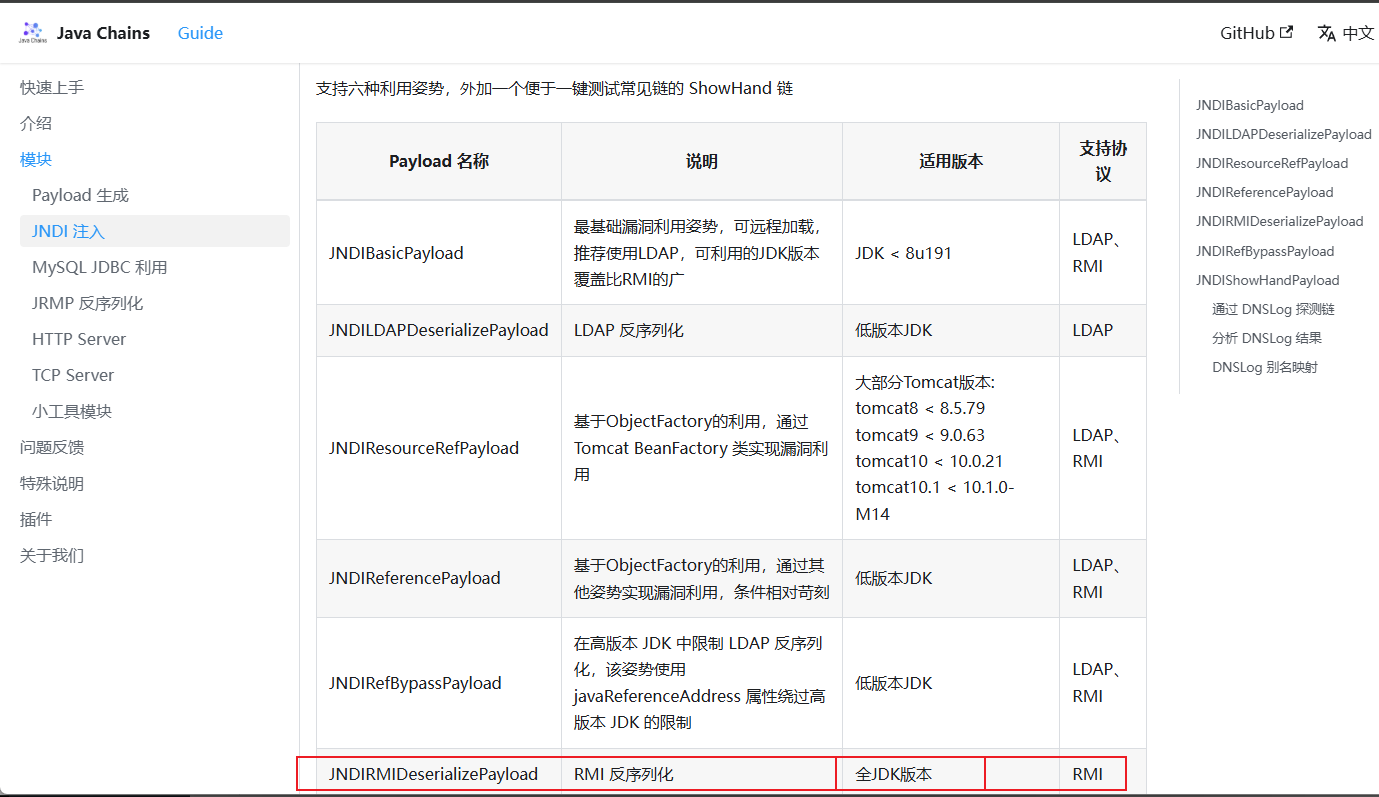 Java Chains
Guide
GitHub
中文
快速上手
介绍
模块
Payload 生成
JNDI 注入
MySQL JDBC 利用
JRMP 反序列化
HTTP Server
TCP Server
小工具模块
问题反馈
特殊说明
插件
关于我们
支持六种利用姿势，外加一个便于一键测试常见链的 ShowHand 链
Payload 名称
说明
适用版本
支持协
议
JNDIBasicPayload
最基础漏洞利用姿势，可远程加载，
推荐使用LDAP，可利用的JDK版本
覆盖比RMI的广
JDK < 8u191
LDAP、
RMI
JNDILDAPDeserializePayload
LDAP 反序列化
低版本JDK
LDAP
JNDIResourceRefPayload
基于ObjectFactory的利用，通过
Tomcat BeanFactory 类实现漏洞利
用
大部分Tomcat版本:
tomcat8 < 8.5.79
tomcat9 < 9.0.63
tomcat10 < 10.0.21
tomcat10.1 < 10.1.0-
M14
LDAP、
RMI
JNDIReferencePayload
基于ObjectFactory的利用，通过其
他姿势实现漏洞利用，条件相对苛刻
低版本JDK
LDAP、
RMI
JNDIRefBypassPayload
在高版本 JDK 中限制 LDAP 反序列
化，该姿势使用
javaReferenceAddress 属性绕过高
版本 JDK 的限制
低版本JDK
LDAP、
RMI
JNDIRMIDeserializePayload
RMI 反序列化
全JDK版本
RMI
JNDIBasicPayload
JNDILDAPDeserializePayload
JNDIResourceRefPayload
JNDIReferencePayload
JNDIRMIDeserializePayload
JNDIRefBypassPayload
JNDIShowHandPayload
通过 DNSLog 探测链
分析 DNSLog 结果
DNSLog 别名映射